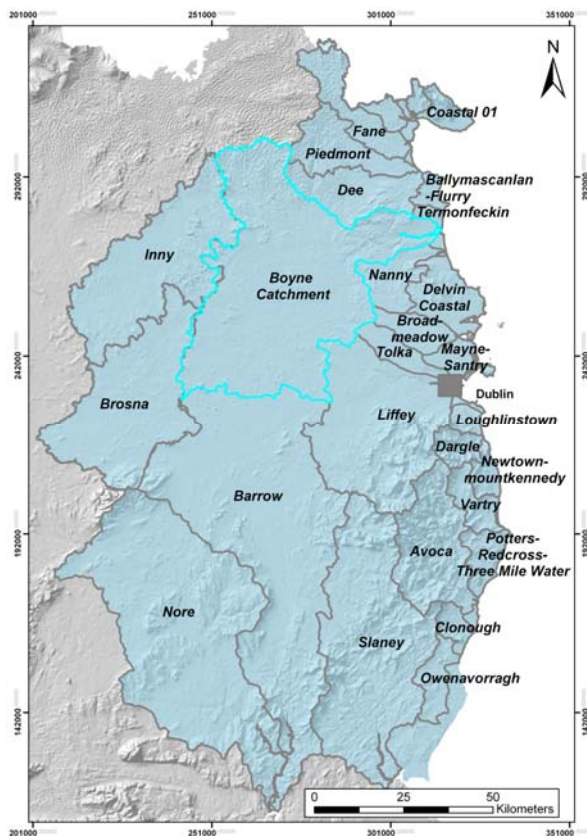 201000
251000
301000
351000
N
Coastal 01
Fane
Piedmont
292000
292000
Dee
Ballymascanlan
-Flurry
Termonfeckin
Inny
Boyne
Catchment
Nanny
Delvin
Coastal
Broad-
meadow
Tolka
Mayne-
Santry
242000
242000
Dublin
Brosna
Liffey
Loughlinstown
Dargle
Newtown-
mountkennedy
Barrow
Vartry
192000
192000
Avoca
Potters-
Redcross-
Three Mile Water
Nore
Slaney
Clonough
Owenavorragh
142000
142000
0
25
50
Kilometers
201000
251000
301000
351000